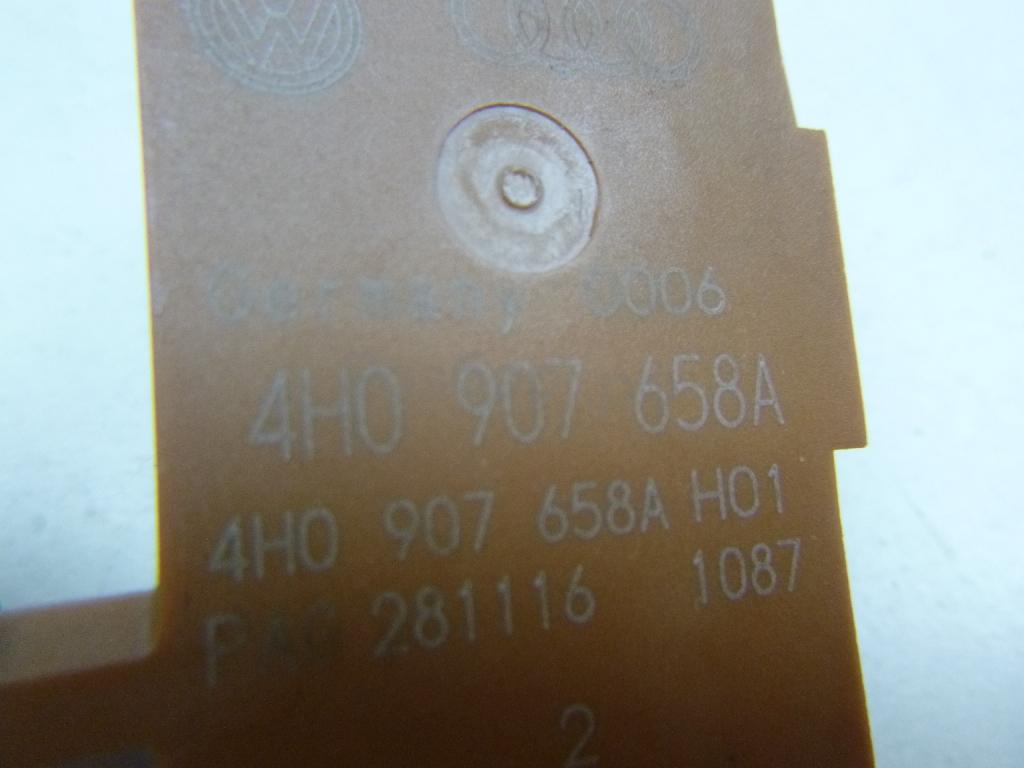 Germany 0006
4H0 907 658A
4H0 907 658A H01
281116 1087
2